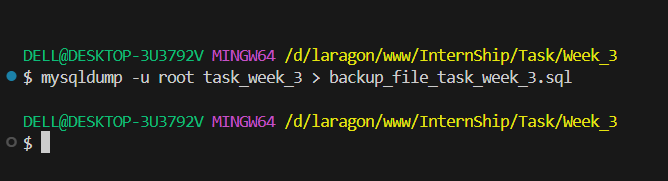 DELL@DESKTOP-3U3792V MINGW64 /d/laragon/www/InternShip/Task/Week_3
$ mysqldump -u root task_week_3 > backup_file_task_week_3.sql
DELL@DESKTOP-3U3792V MINGW64 /d/laragon/www/InternShip/Task/Week_3
$